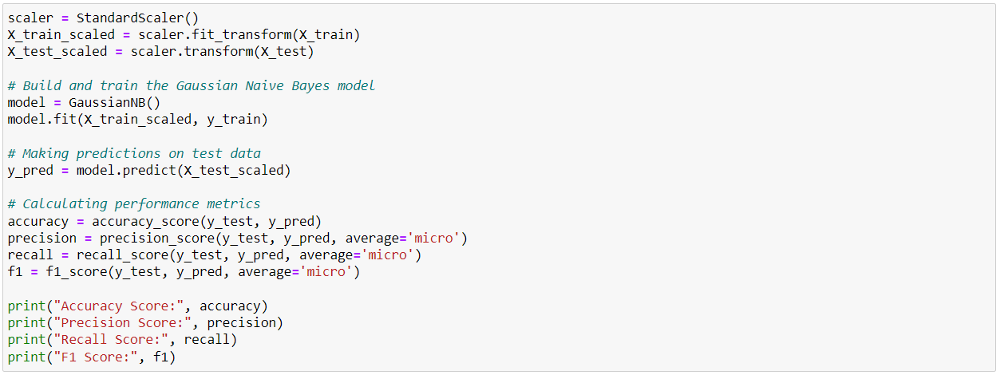 scaler = StandardScaler()
X_train_scaled = scaler.fit_transform(X_train)
X_test_scaled = scaler.transform(X_test)
# Build and train the Gaussian Naive Bayes model
model = GaussianNB()
model.fit(X_train_scaled, y_train)
# Making predictions on test data
y_pred = model.predict(X_test_scaled)
# Calculating performance metrics
accuracy = accuracy_score(y_test, y_pred)
precision = precision_score(y_test, y_pred, average='micro')
recall = recall_score(y_test, y_pred, average='micro')
f1 = f1_score(y_test, y_pred, average='micro')
print("Accuracy Score:", accuracy)
print("Precision Score:", precision)
print("Recall Score:", recall)
print("F1 Score:", f1)